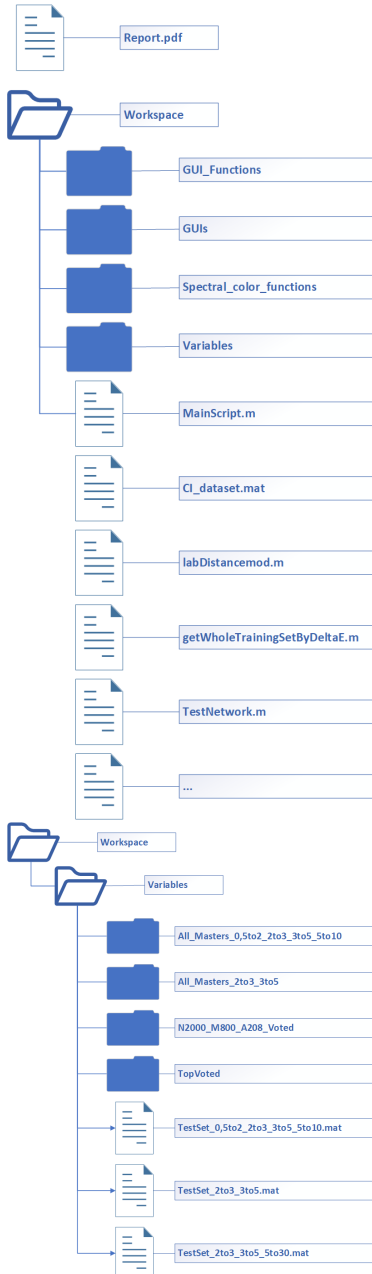 Report.pdf
Workspace
GUI_Functions
GUIs
Spectral_color_functions
Variables
MainScript.m
CI_dataset.mat
labDistancemod.m
getWholeTrainingSetByDeltaE.m
TestNetwork.m
...
Workspace
Variables
All_Masters_0,5to2_2to3_3to5_5to10
All_Masters_2to3_3to5
N2000_M800_A208_Voted
TopVoted
TestSet_0,5to2_2to3_3to5_5to10.mat
TestSet_2to3_3to5.mat
TestSet_2to3_3to5_5to30.mat